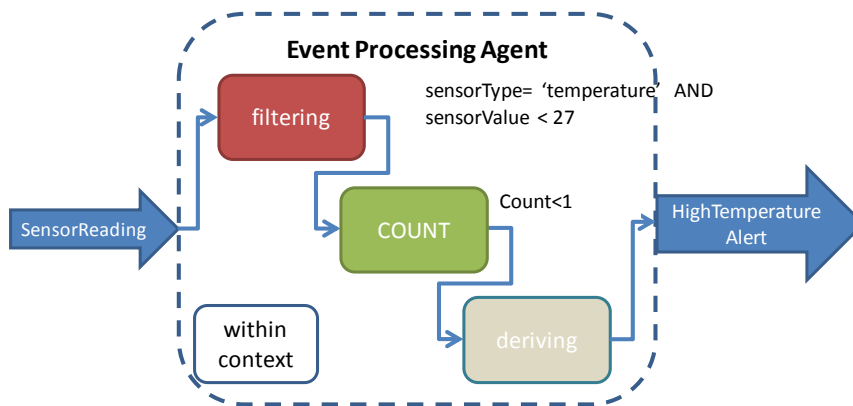 Event Processing Agent
sensorType= ‘temperature’ AND
sensorValue < 27
filtering
Count<1
SensorReading
COUNT
HighTemperature
Alert
within
context
deriving